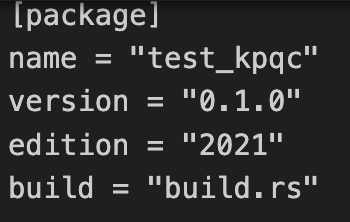 [package]
name = "test_kpqc"
version = "0.1.0"
edition = "2021"
build = "build.rs"